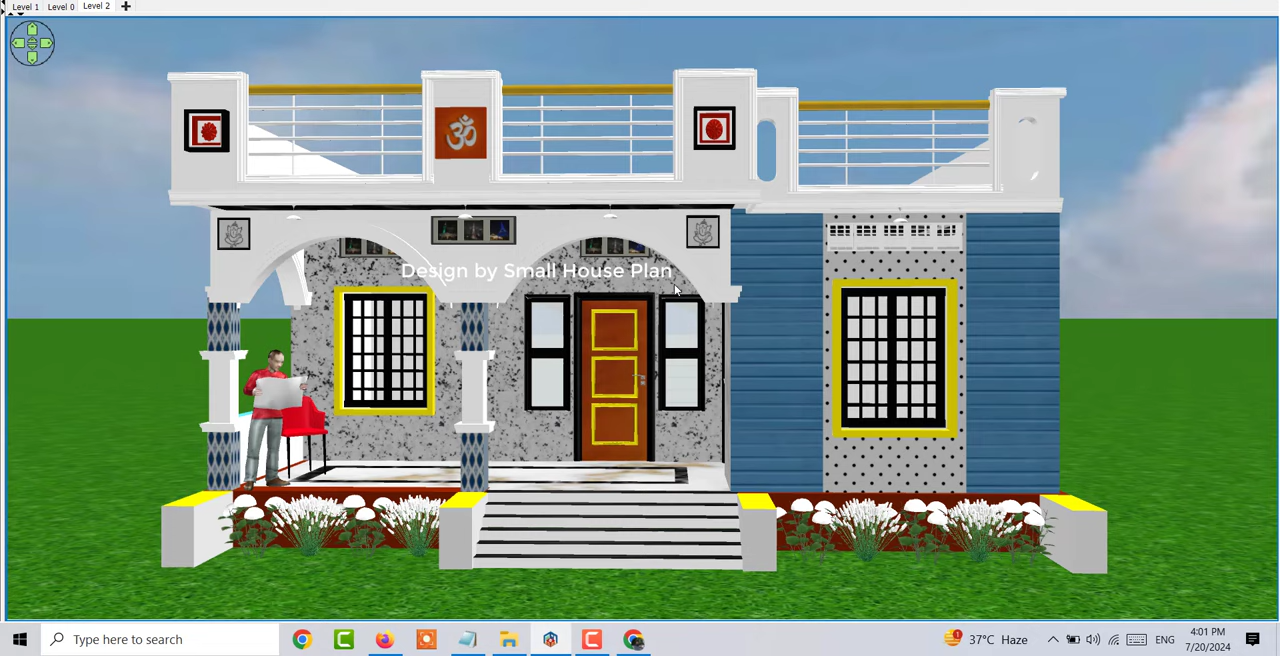 Level 1 Level 0 Level 2
ॐ
Design by Small House Plan
Type here to search
1
37°C Haze
ENG
4:01 PM
7/20/2024